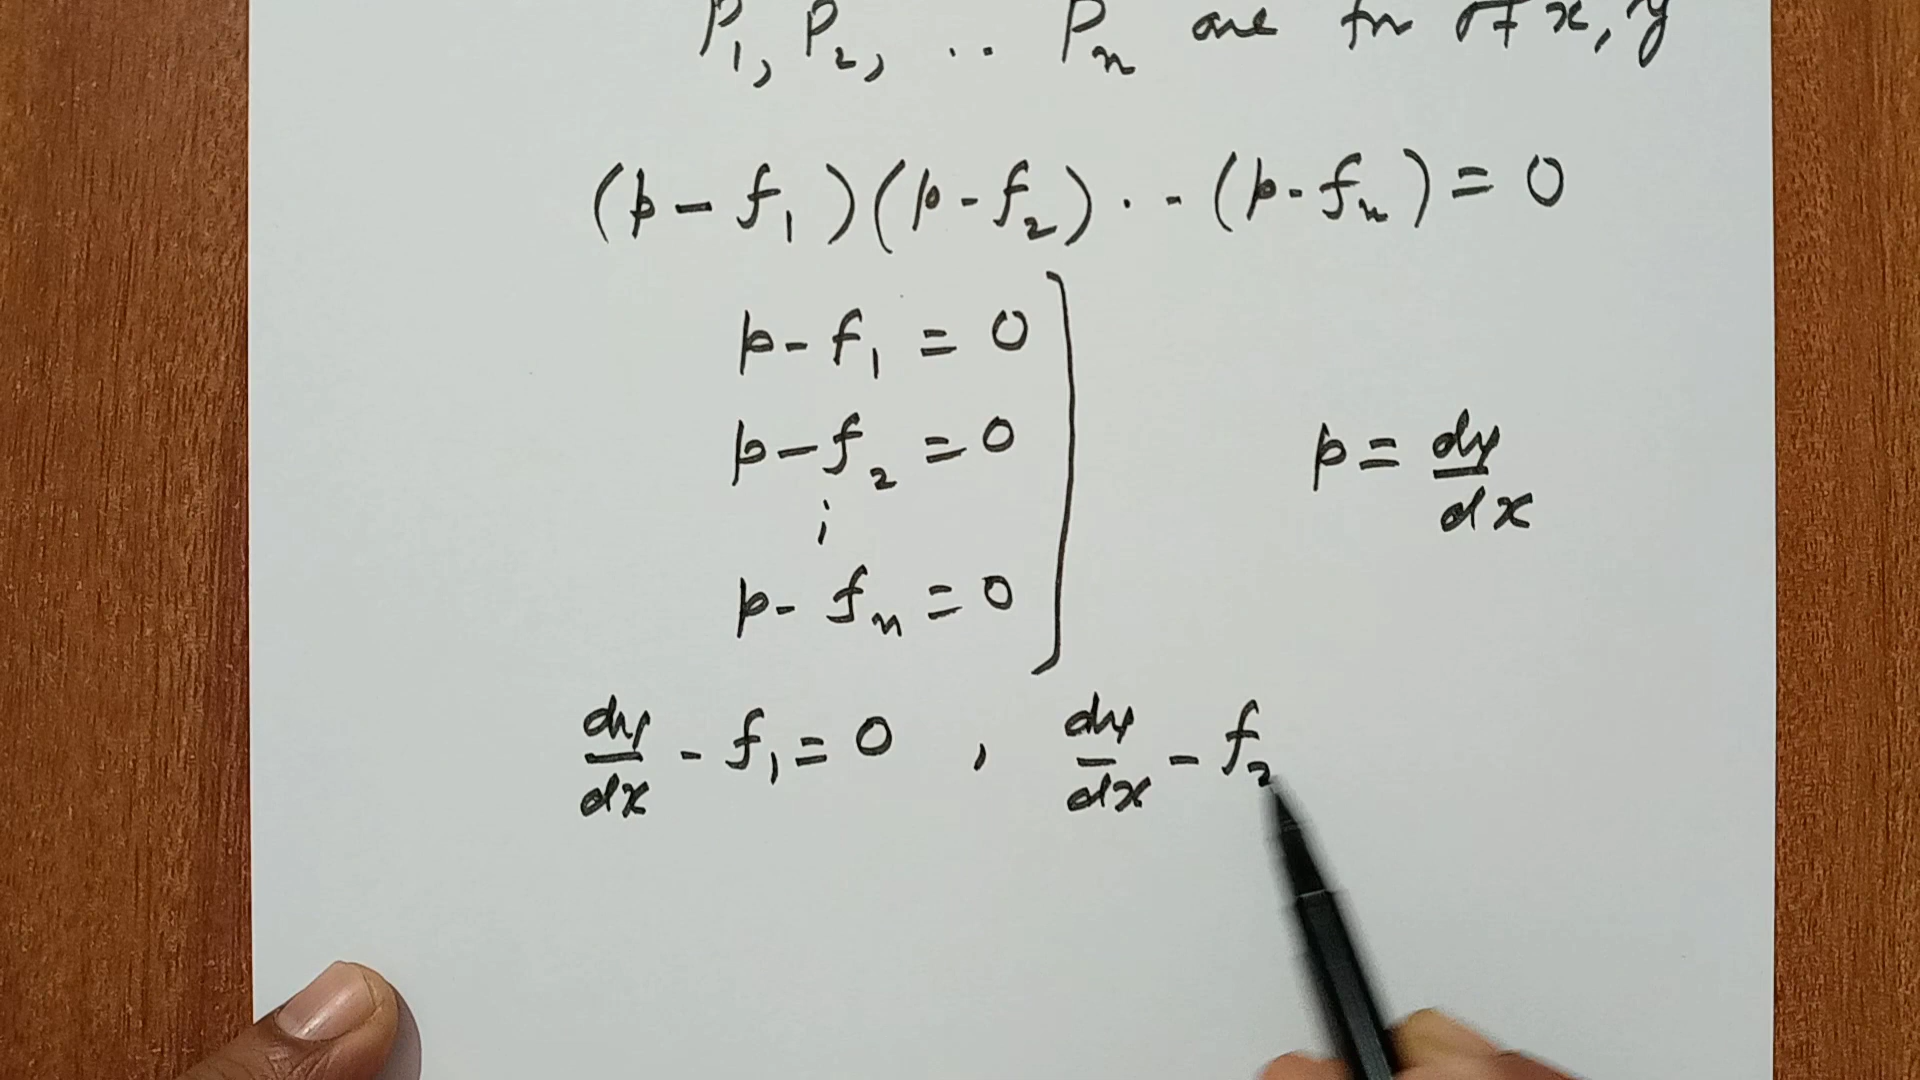 P₁, P₂, .. Pₙ are fn of x, y
(p - f₁)(p - f₂) . - (p - fₙ) = 0
p - f₁ = 0
p - f₂ = 0
p = dy/dx
p - fₙ = 0
dy/dx - f₁ = 0 , dy/dx - f₂